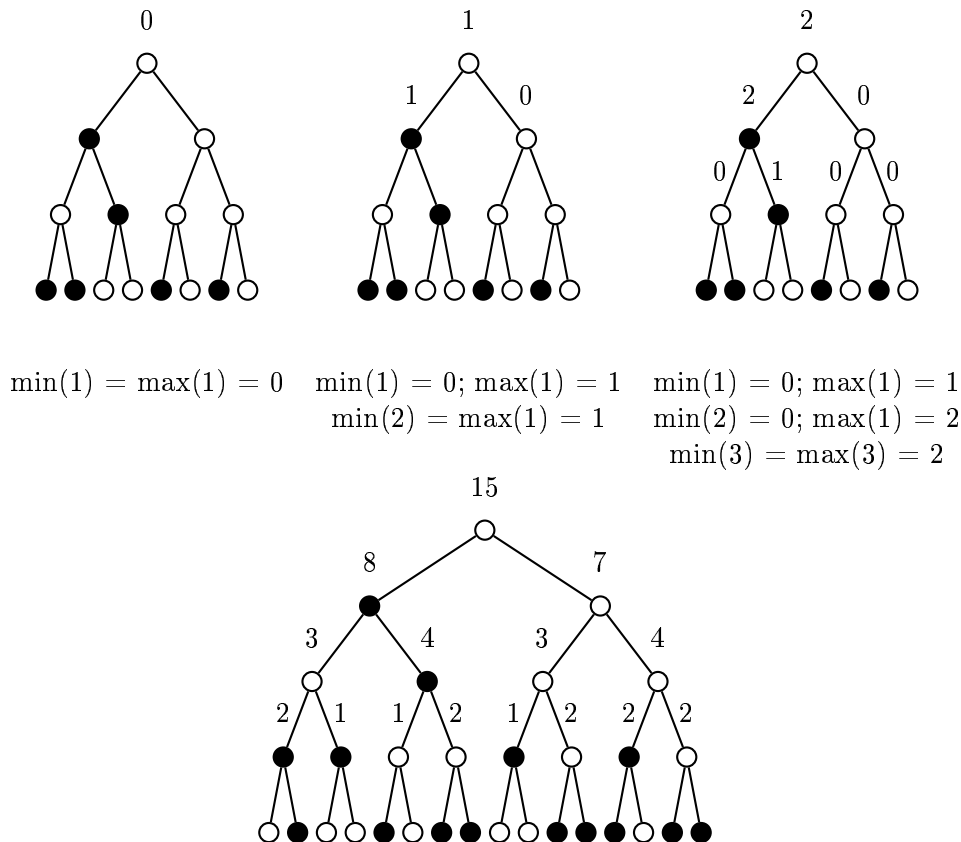 0 1 2
1 0 2 0
0 1 0 0
min(1) = max(1) = 0 min(1) = 0; max(1) = 1 min(1) = 0; max(1) = 1
min(2) = max(1) = 1 min(2) = 0; max(1) = 2
min(3) = max(3) = 2
15
8 7
3 4 3 4
2 1 1 2 1 2 2 2